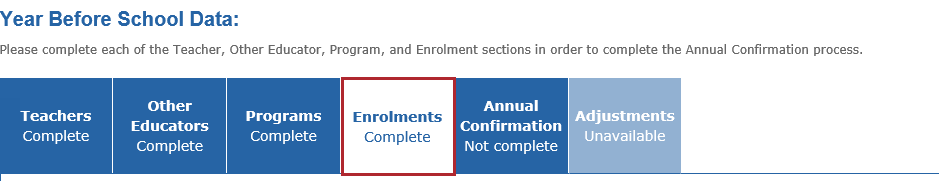 Year Before School Data:
Please complete each of the Teacher, Other Educator, Program, and Enrolment sections in order to complete the Annual Confirmation process.
Teachers
Complete
Other
Educators
Complete
Programs
Complete
Enrolments
Complete
Annual
Confirmation
Not complete
Adjustments
Unavailable